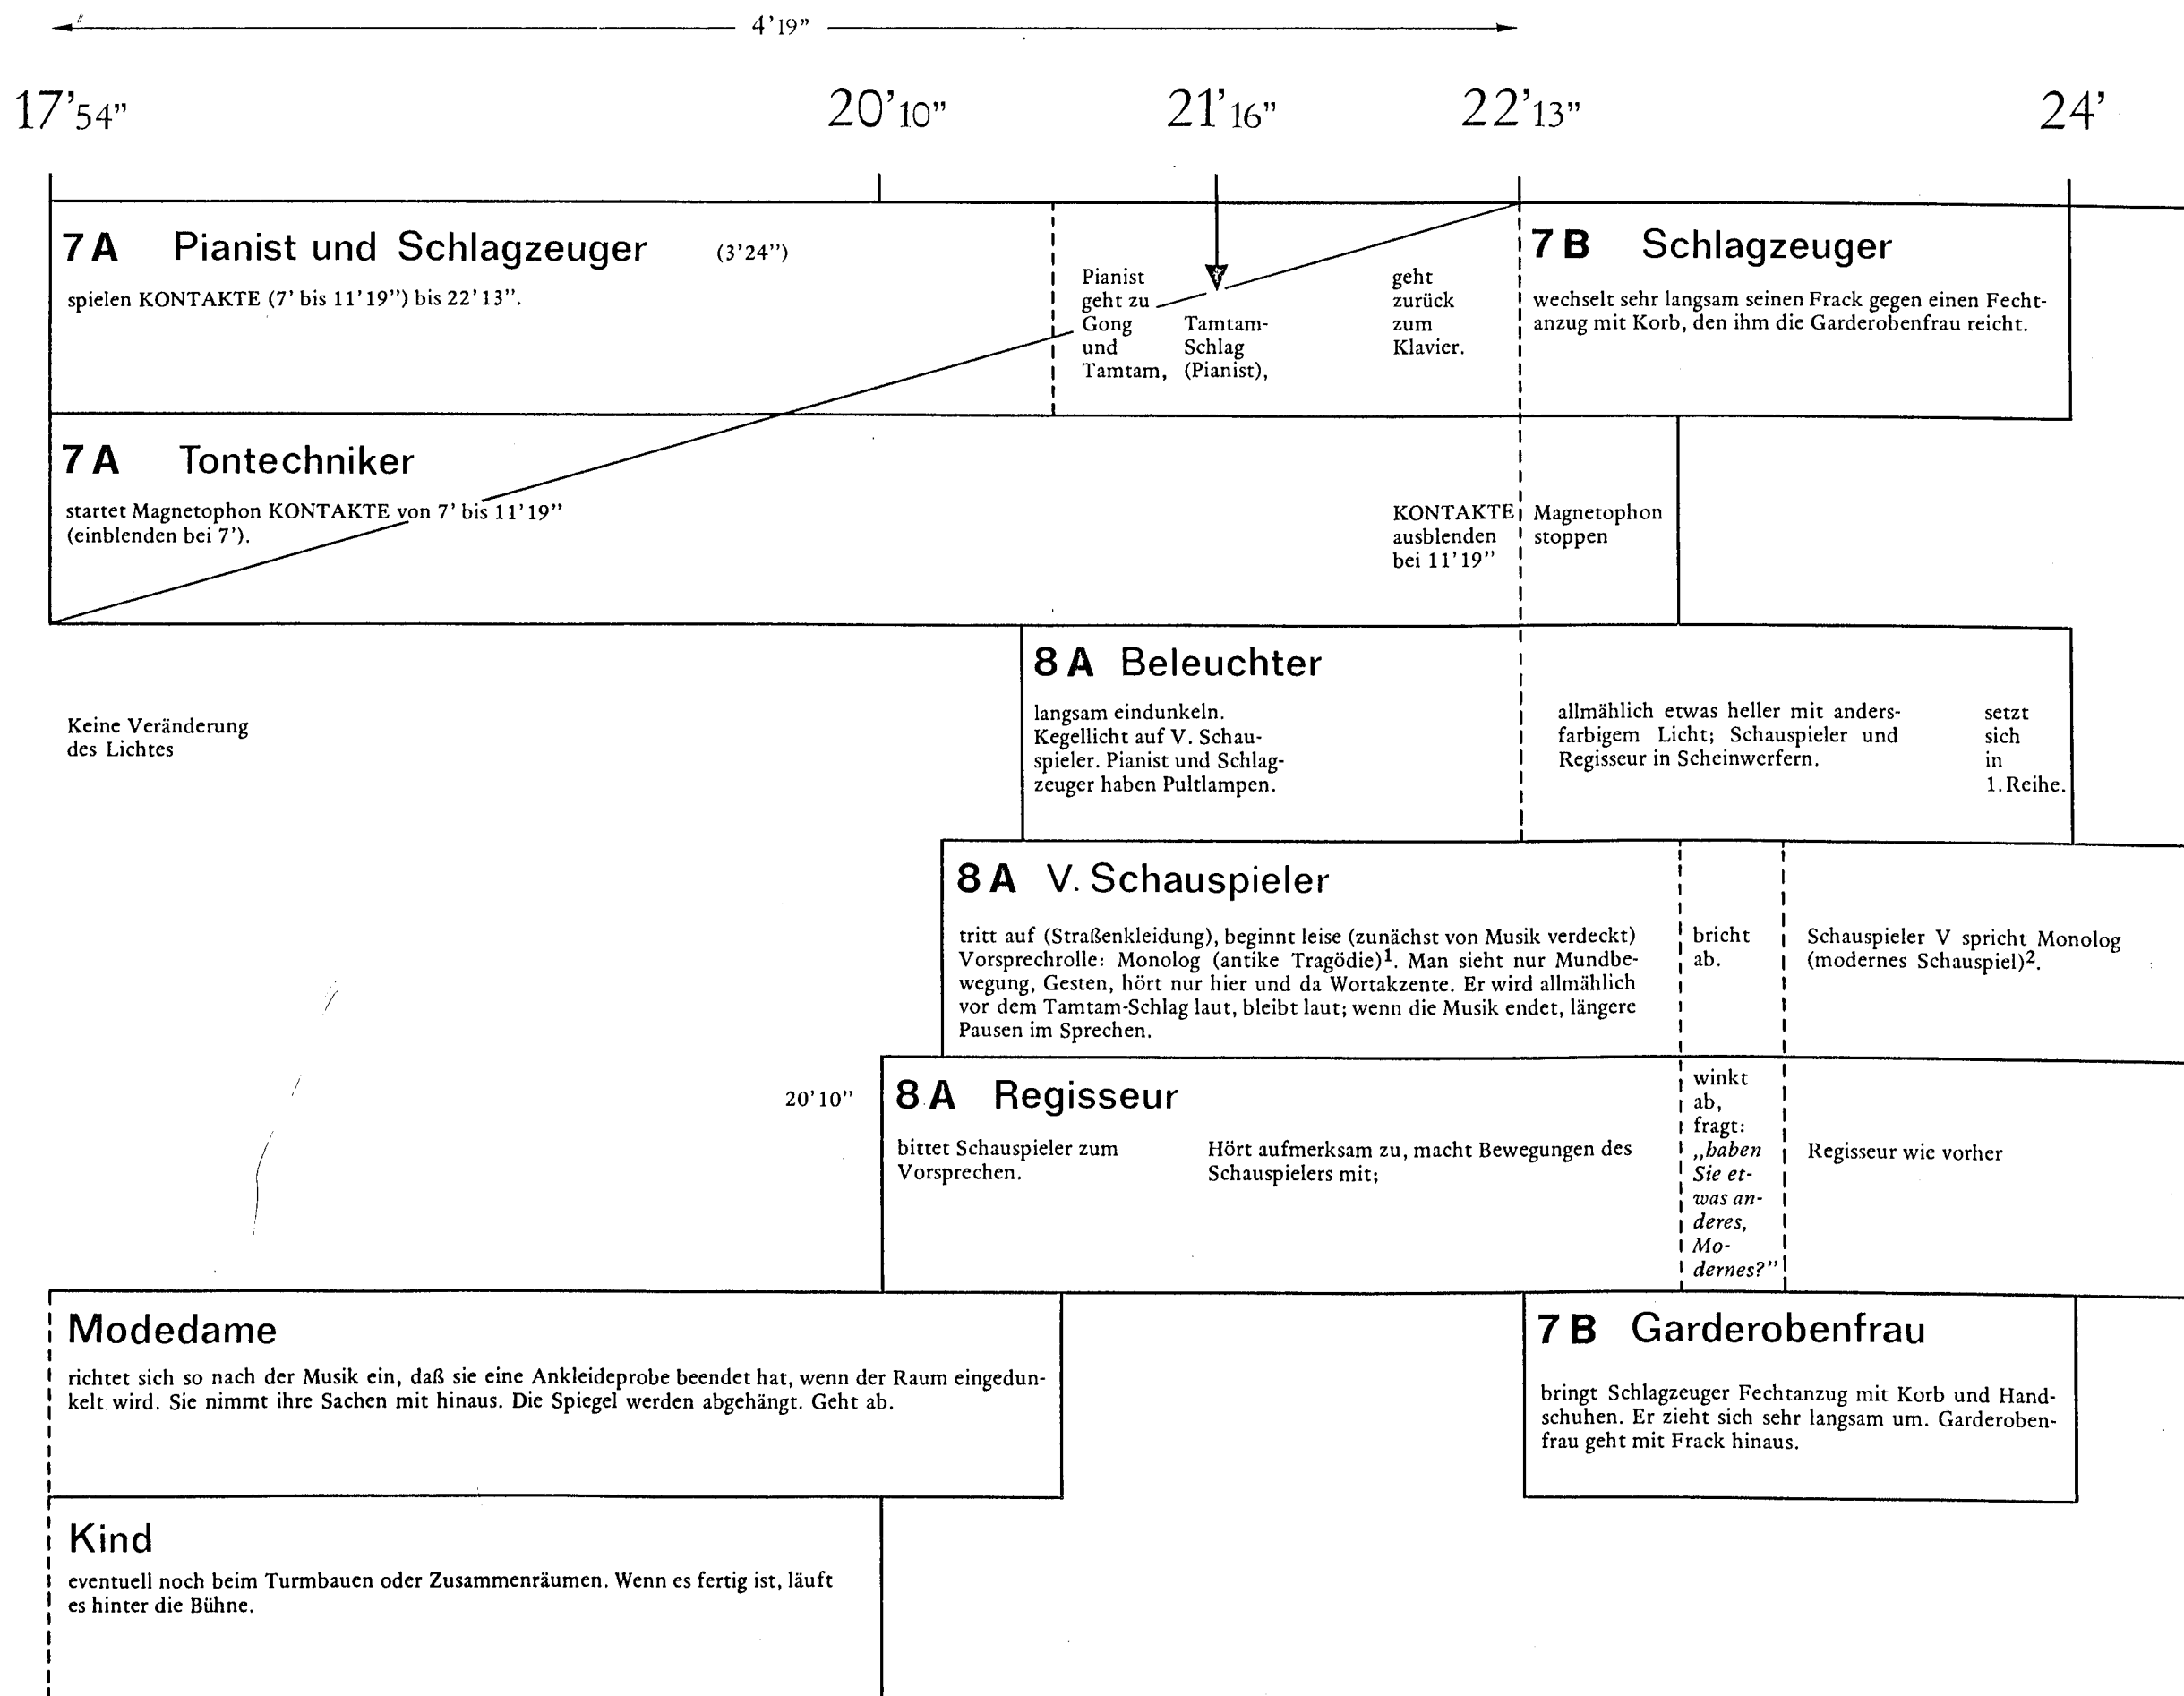 4’19”
17’54” 20’10” 21’16” 22’13” 24’
7 A Pianist und Schlagzeuger (3’24”)
spielen KONTAKTE (7’ bis 11’19”) bis 22’13”.
Pianist
geht zu
Gong
und
Tamtam,
Tamtam-
Schlag
(Pianist),
geht
zurück
zum
Klavier.
7 B Schlagzeuger
wechselt sehr langsam seinen Frack gegen einen Fecht-
anzug mit Korb, den ihm die Garderobenfrau reicht.
7 A Tontechniker
startet Magnetophon KONTAKTE von 7’ bis 11’19”
(einblenden bei 7’).
KONTAKTE
ausblenden
bei 11’19”
Magnetophon
stoppen
Keine Veränderung
des Lichtes
8 A Beleuchter
langsam eindunkeln.
Kegellicht auf V. Schau-
spieler. Pianist und Schlag-
zeuger haben Pultlampen.
allmählich etwas heller mit anders-
farbigem Licht; Schauspieler und
Regisseur in Scheinwerfern.
setzt
sich
in
1. Reihe.
8 A V. Schauspieler
tritt auf (Straßenkleidung), beginnt leise (zunächst von Musik verdeckt)
Vorsprechrolle: Monolog (antike Tragödie)¹. Man sieht nur Mundbe-
wegung, Gesten, hört nur hier und da Wortakzente. Er wird allmählich
vor dem Tamtam-Schlag laut, bleibt laut; wenn die Musik endet, längere
Pausen im Sprechen.
bricht
ab.
Schauspieler V spricht Monolog
(modernes Schauspiel)².
20’10”
8 A Regisseur
bittet Schauspieler zum
Vorsprechen.
Hört aufmerksam zu, macht Bewegungen des
Schauspielers mit;
winkt
ab,
fragt:
„haben
Sie et-
was an-
deres,
Mo-
dernes?”
Regisseur wie vorher
Modedame
richtet sich so nach der Musik ein, daß sie eine Ankleideprobe beendet hat, wenn der Raum eingedun-
kelt wird. Sie nimmt ihre Sachen mit hinaus. Die Spiegel werden abgehängt. Geht ab.
7 B Garderobenfrau
bringt Schlagzeuger Fechtanzug mit Korb und Hand-
schuhen. Er zieht sich sehr langsam um. Garderoben-
frau geht mit Frack hinaus.
Kind
eventuell noch beim Turmbauen oder Zusammenräumen. Wenn es fertig ist, läuft
es hinter die Bühne.